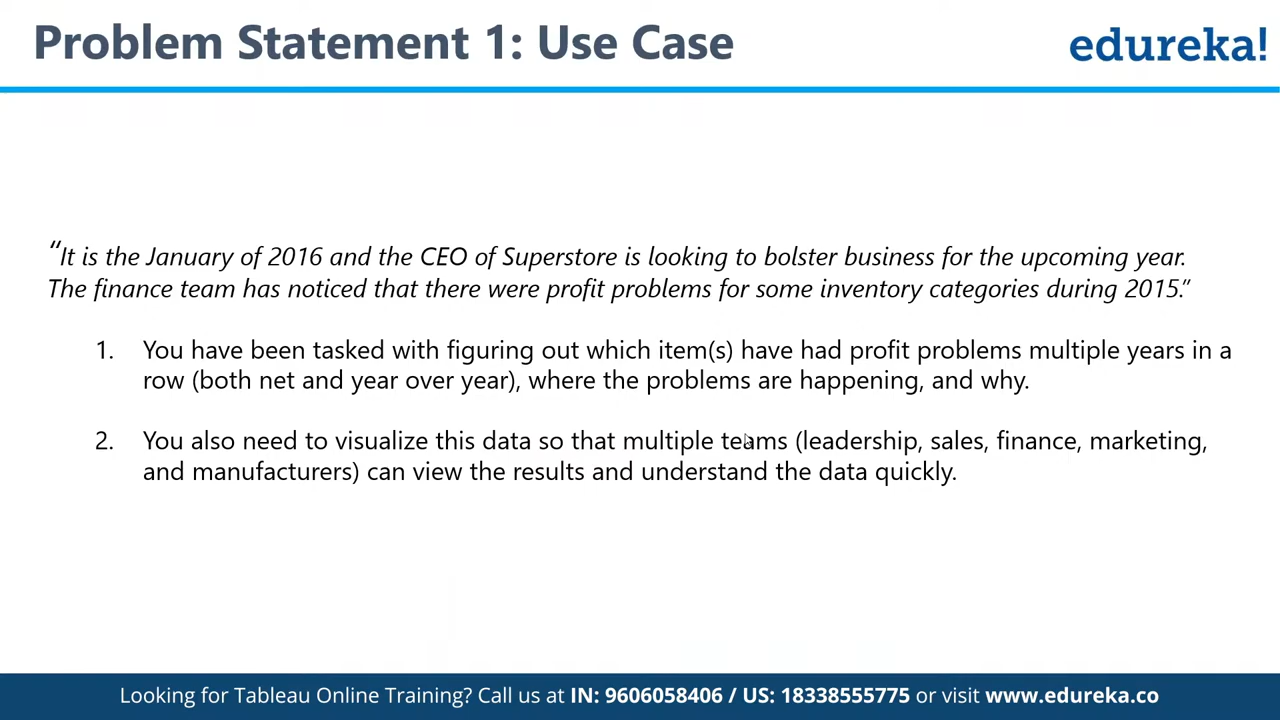 Problem Statement 1: Use Case
edureka!
“It is the January of 2016 and the CEO of Superstore is looking to bolster business for the upcoming year.
The finance team has noticed that there were profit problems for some inventory categories during 2015.”
1. You have been tasked with figuring out which item(s) have had profit problems multiple years in a
row (both net and year over year), where the problems are happening, and why.
2. You also need to visualize this data so that multiple teams (leadership, sales, finance, marketing,
and manufacturers) can view the results and understand the data quickly.
Looking for Tableau Online Training? Call us at IN: 9606058406 / US: 18338555775 or visit www.edureka.co